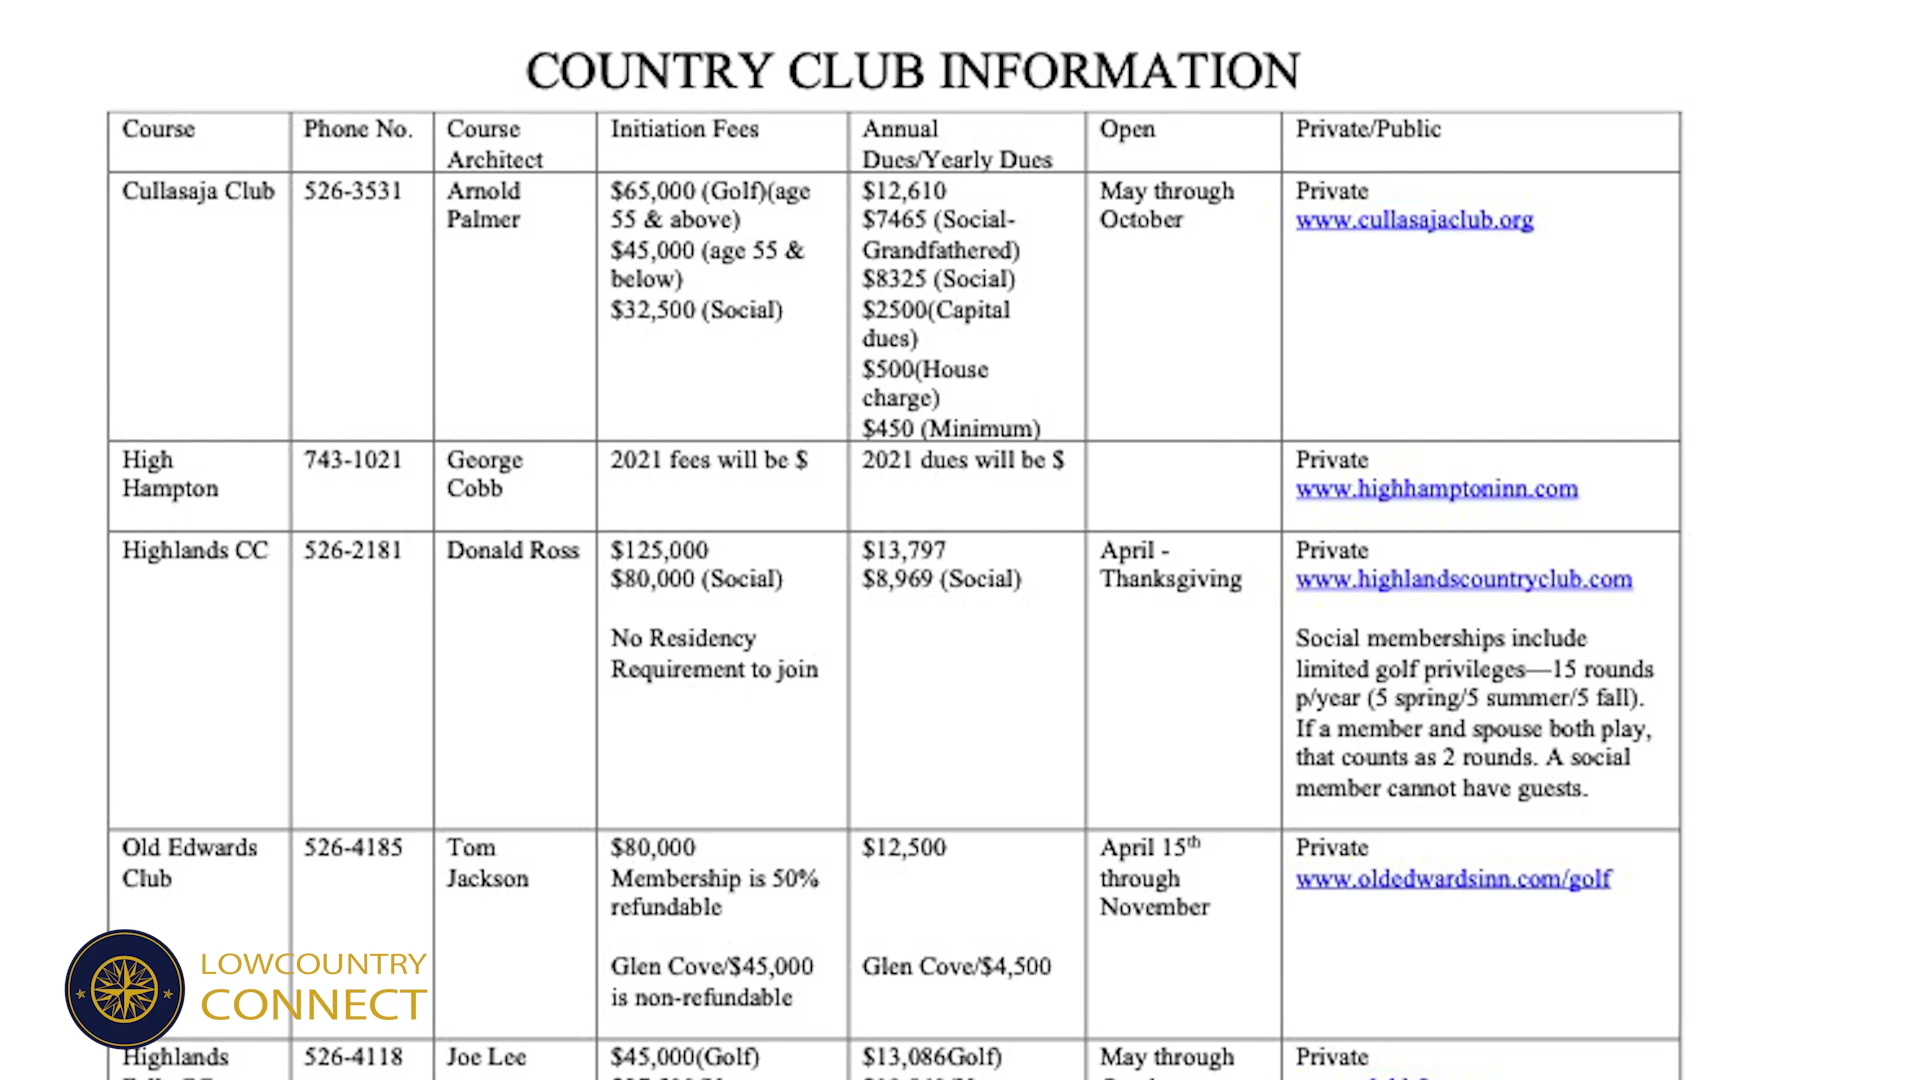 COUNTRY CLUB INFORMATION
Course
Phone No.
Course
Architect
Initiation Fees
Annual
Dues/Yearly Dues
Open
Private/Public
Cullasaja Club
526-3531
Arnold
Palmer
$65,000 (Golf)(age
55 & above)
$45,000 (age 55 &
below)
$32,500 (Social)
$12,610
$7465 (Social-
Grandfathered)
$8325 (Social)
$2500(Capital
dues)
$500(House
charge)
$450 (Minimum)
May through
October
Private
www.cullasajaclub.org
High
Hampton
743-1021
George
Cobb
2021 fees will be $
2021 dues will be $
Private
www.highhamptoninn.com
Highlands CC
526-2181
Donald Ross
$125,000
$80,000 (Social)
No Residency
Requirement to join
$13,797
$8,969 (Social)
April -
Thanksgiving
Private
www.highlandscountryclub.com
Social memberships include
limited golf privileges—15 rounds
p/year (5 spring/5 summer/5 fall).
If a member and spouse both play,
that counts as 2 rounds. A social
member cannot have guests.
Old Edwards
Club
526-4185
Tom
Jackson
$80,000
Membership is 50%
refundable
Glen Cove/$45,000
is non-refundable
$12,500
Glen Cove/$4,500
April 15th
through
November
Private
www.oldedwardsinn.com/golf
LOWCOUNTRY
CONNECT
Highlands
526-4118
Joe Lee
$45,000(Golf)
$13,086Golf)
May through
Private